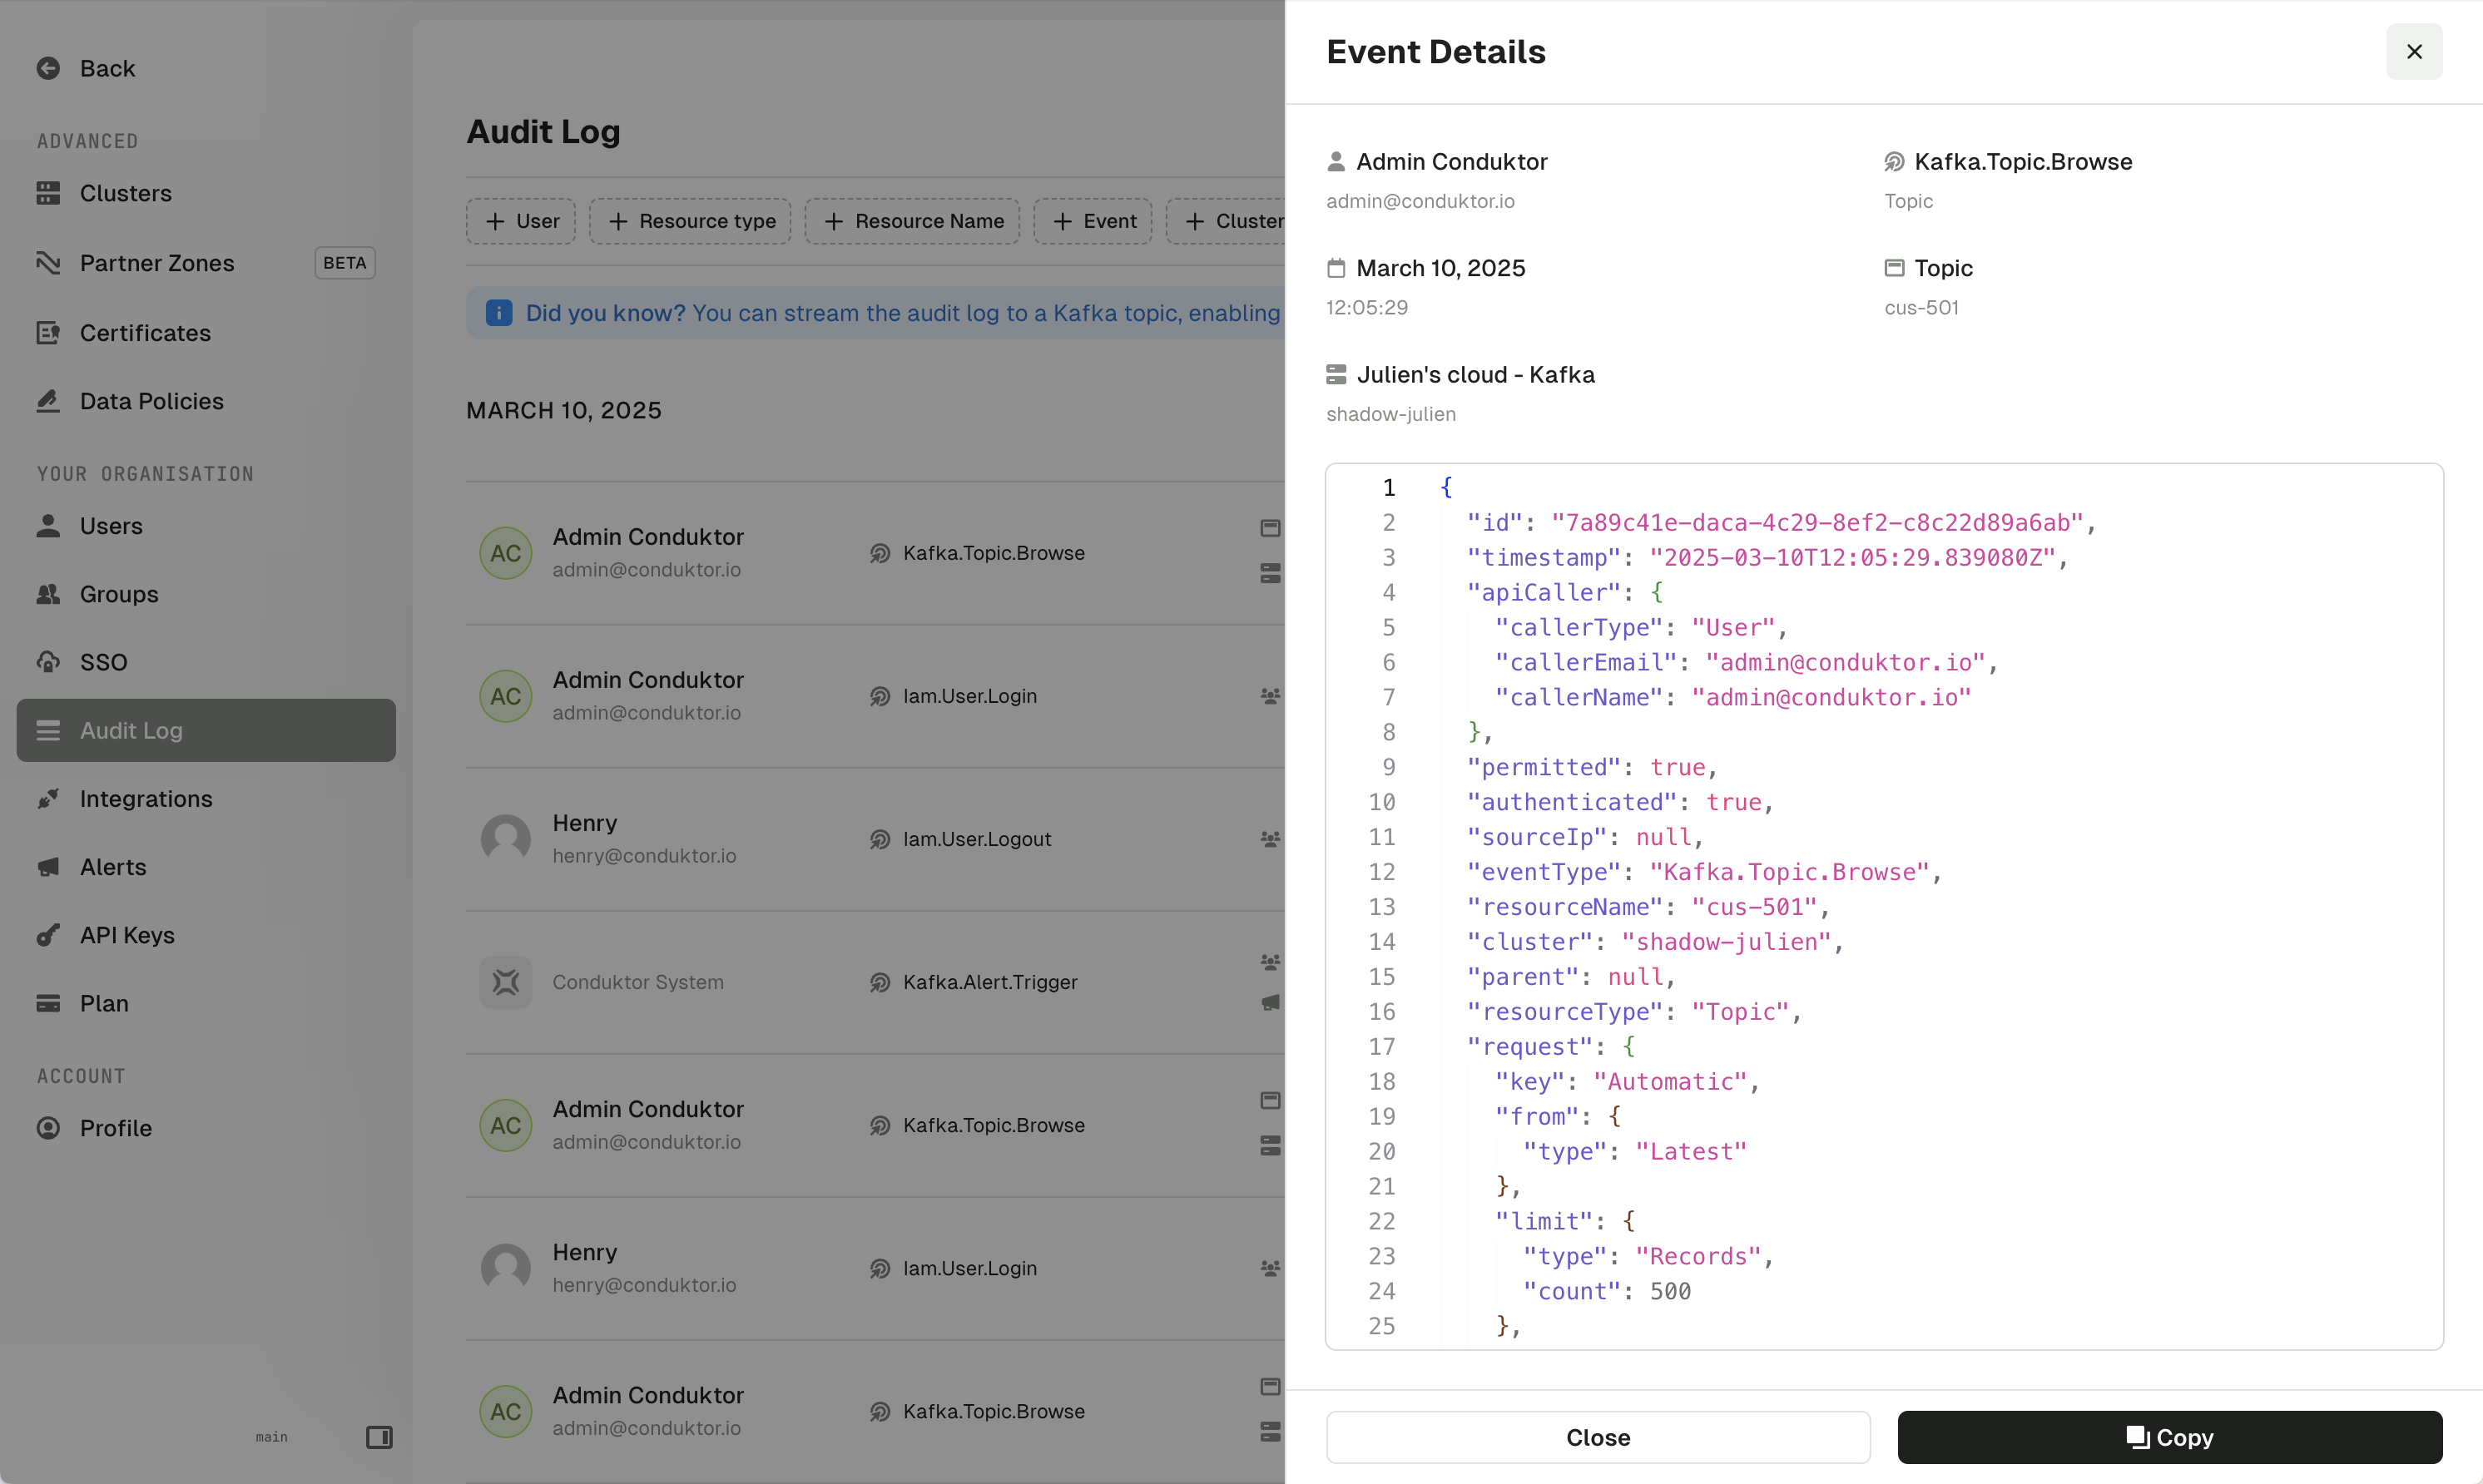 Back
ADVANCED
Clusters
Partner Zones BETA
Certificates
Data Policies
YOUR ORGANISATION
Users
Groups
SSO
Audit Log
Integrations
Alerts
API Keys
Plan
ACCOUNT
Profile
main
Audit Log
+ User + Resource type + Resource Name + Event + Cluster
i Did you know? You can stream the audit log to a Kafka topic, enabling
MARCH 10, 2025
AC Admin Conduktor Kafka.Topic.Browse
admin@conduktor.io
AC Admin Conduktor Iam.User.Login
admin@conduktor.io
Henry Iam.User.Logout
henry@conduktor.io
Conduktor System Kafka.Alert.Trigger
AC Admin Conduktor Kafka.Topic.Browse
admin@conduktor.io
Henry Iam.User.Login
henry@conduktor.io
AC Admin Conduktor Kafka.Topic.Browse
admin@conduktor.io
Event Details
Admin Conduktor Kafka.Topic.Browse
admin@conduktor.io Topic
March 10, 2025 Topic
12:05:29 cus-501
Julien's cloud - Kafka
shadow-julien
1 {
2 "id": "7a89c41e-daca-4c29-8ef2-c8c22d89a6ab",
3 "timestamp": "2025-03-10T12:05:29.839080Z",
4 "apiCaller": {
5 "callerType": "User",
6 "callerEmail": "admin@conduktor.io",
7 "callerName": "admin@conduktor.io"
8 },
9 "permitted": true,
10 "authenticated": true,
11 "sourceIp": null,
12 "eventType": "Kafka.Topic.Browse",
13 "resourceName": "cus-501",
14 "cluster": "shadow-julien",
15 "parent": null,
16 "resourceType": "Topic",
17 "request": {
18 "key": "Automatic",
19 "from": {
20 "type": "Latest"
21 },
22 "limit": {
23 "type": "Records",
24 "count": 500
25 },
Close Copy